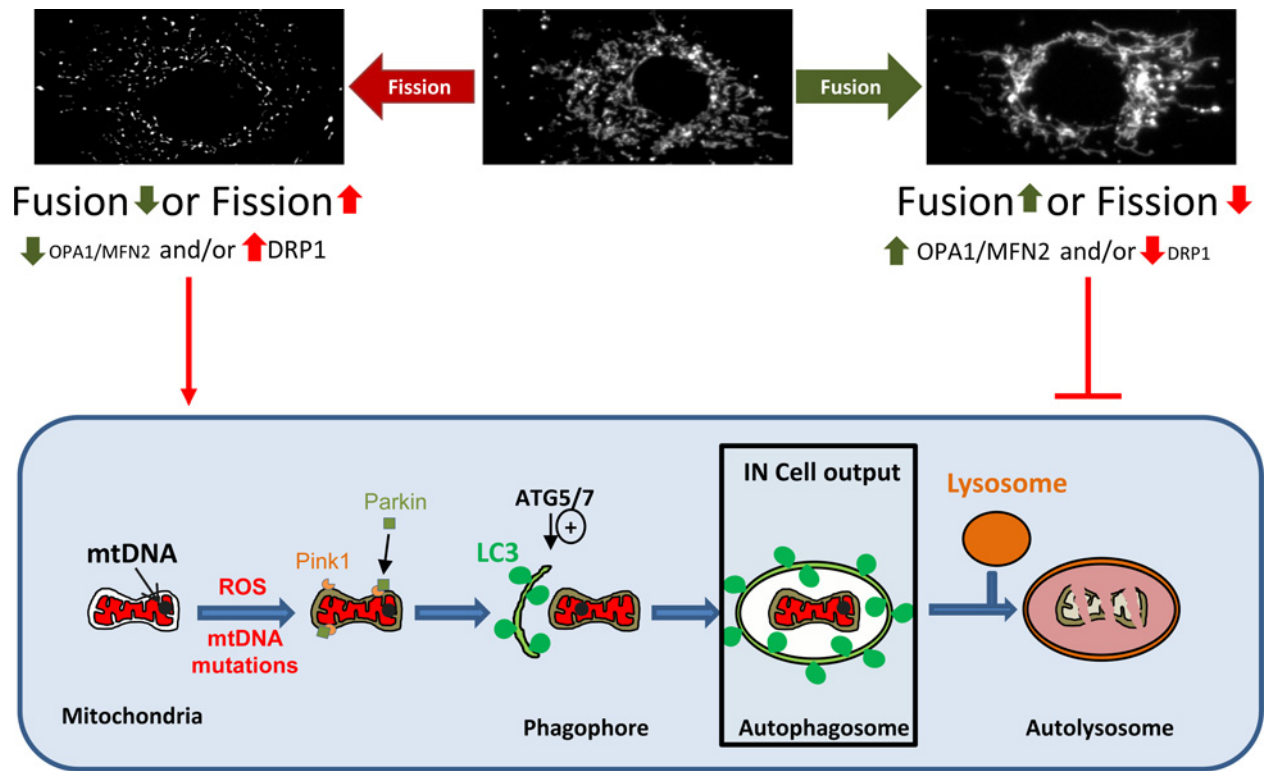 Fission
Fusion
Fusion or Fission
OPA1/MFN2 and/or DRP1
Fusion or Fission
OPA1/MFN2 and/or DRP1
IN Cell output
Lysosome
Parkin
ATG5/7
+
mtDNA
Pink1
LC3
ROS
mtDNA
mutations
Mitochondria
Phagophore
Autophagosome
Autolysosome